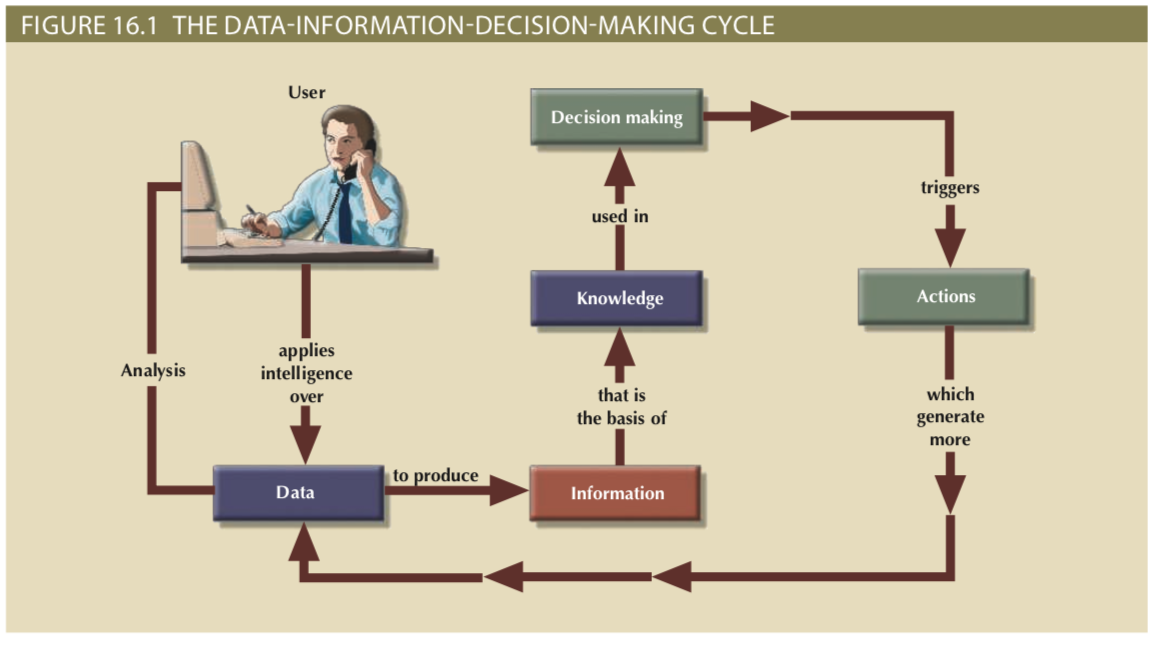 FIGURE 16.1 THE DATA-INFORMATION-DECISION-MAKING CYCLE
User
Analysis
applies
intelligence
over
Data
to produce
Information
that is
the basis of
Knowledge
used in
Decision making
triggers
Actions
which
generate
more